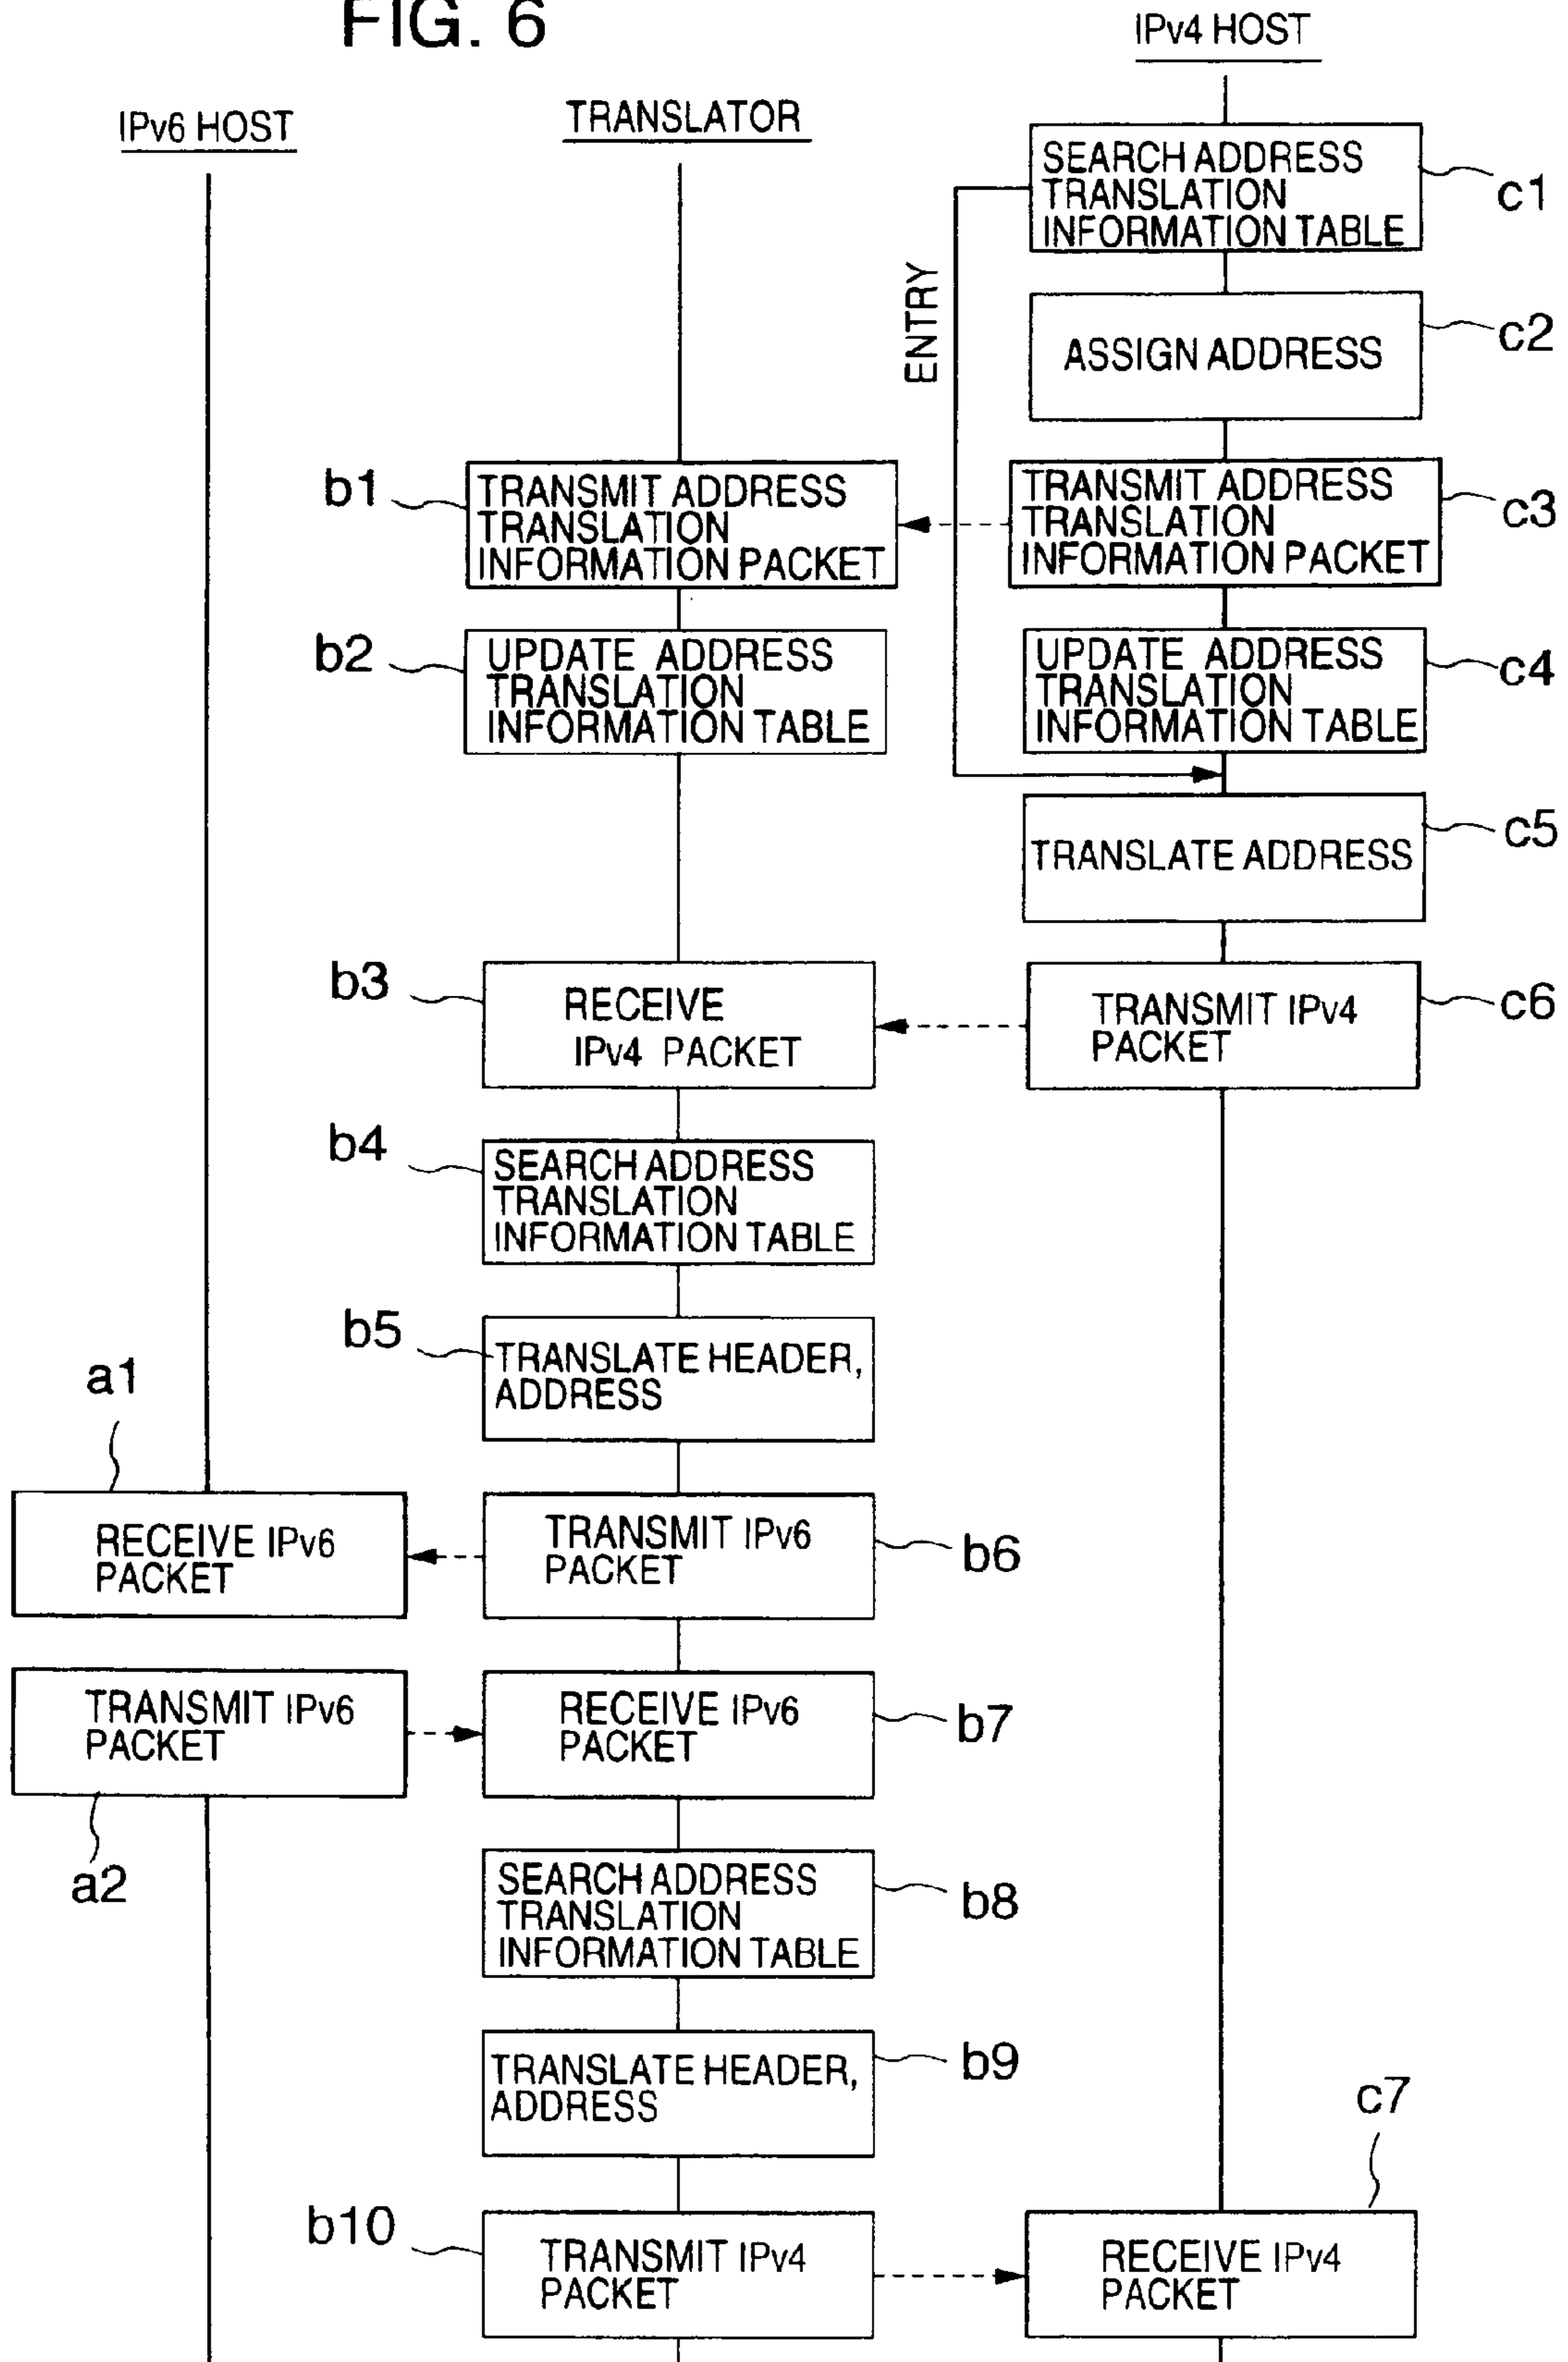 FIG. 6
IPv6 HOST
TRANSLATOR
IPv4 HOST
SEARCH ADDRESS
TRANSLATION
INFORMATION TABLE
c1
ENTRY
ASSIGN ADDRESS
c2
b1
TRANSMIT ADDRESS
TRANSLATION
INFORMATION PACKET
TRANSMIT ADDRESS
TRANSLATION
INFORMATION PACKET
c3
b2
UPDATE ADDRESS
TRANSLATION
INFORMATION TABLE
UPDATE ADDRESS
TRANSLATION
INFORMATION TABLE
c4
TRANSLATE ADDRESS
c5
b3
RECEIVE
IPv4 PACKET
TRANSMIT IPv4
PACKET
c6
b4
SEARCH ADDRESS
TRANSLATION
INFORMATION TABLE
b5
TRANSLATE HEADER,
ADDRESS
a1
RECEIVE IPv6
PACKET
TRANSMIT IPv6
PACKET
b6
TRANSMIT IPv6
PACKET
a2
RECEIVE IPv6
PACKET
b7
SEARCH ADDRESS
TRANSLATION
INFORMATION TABLE
b8
TRANSLATE HEADER,
ADDRESS
b9
c7
b10
TRANSMIT IPv4
PACKET
RECEIVE IPv4
PACKET